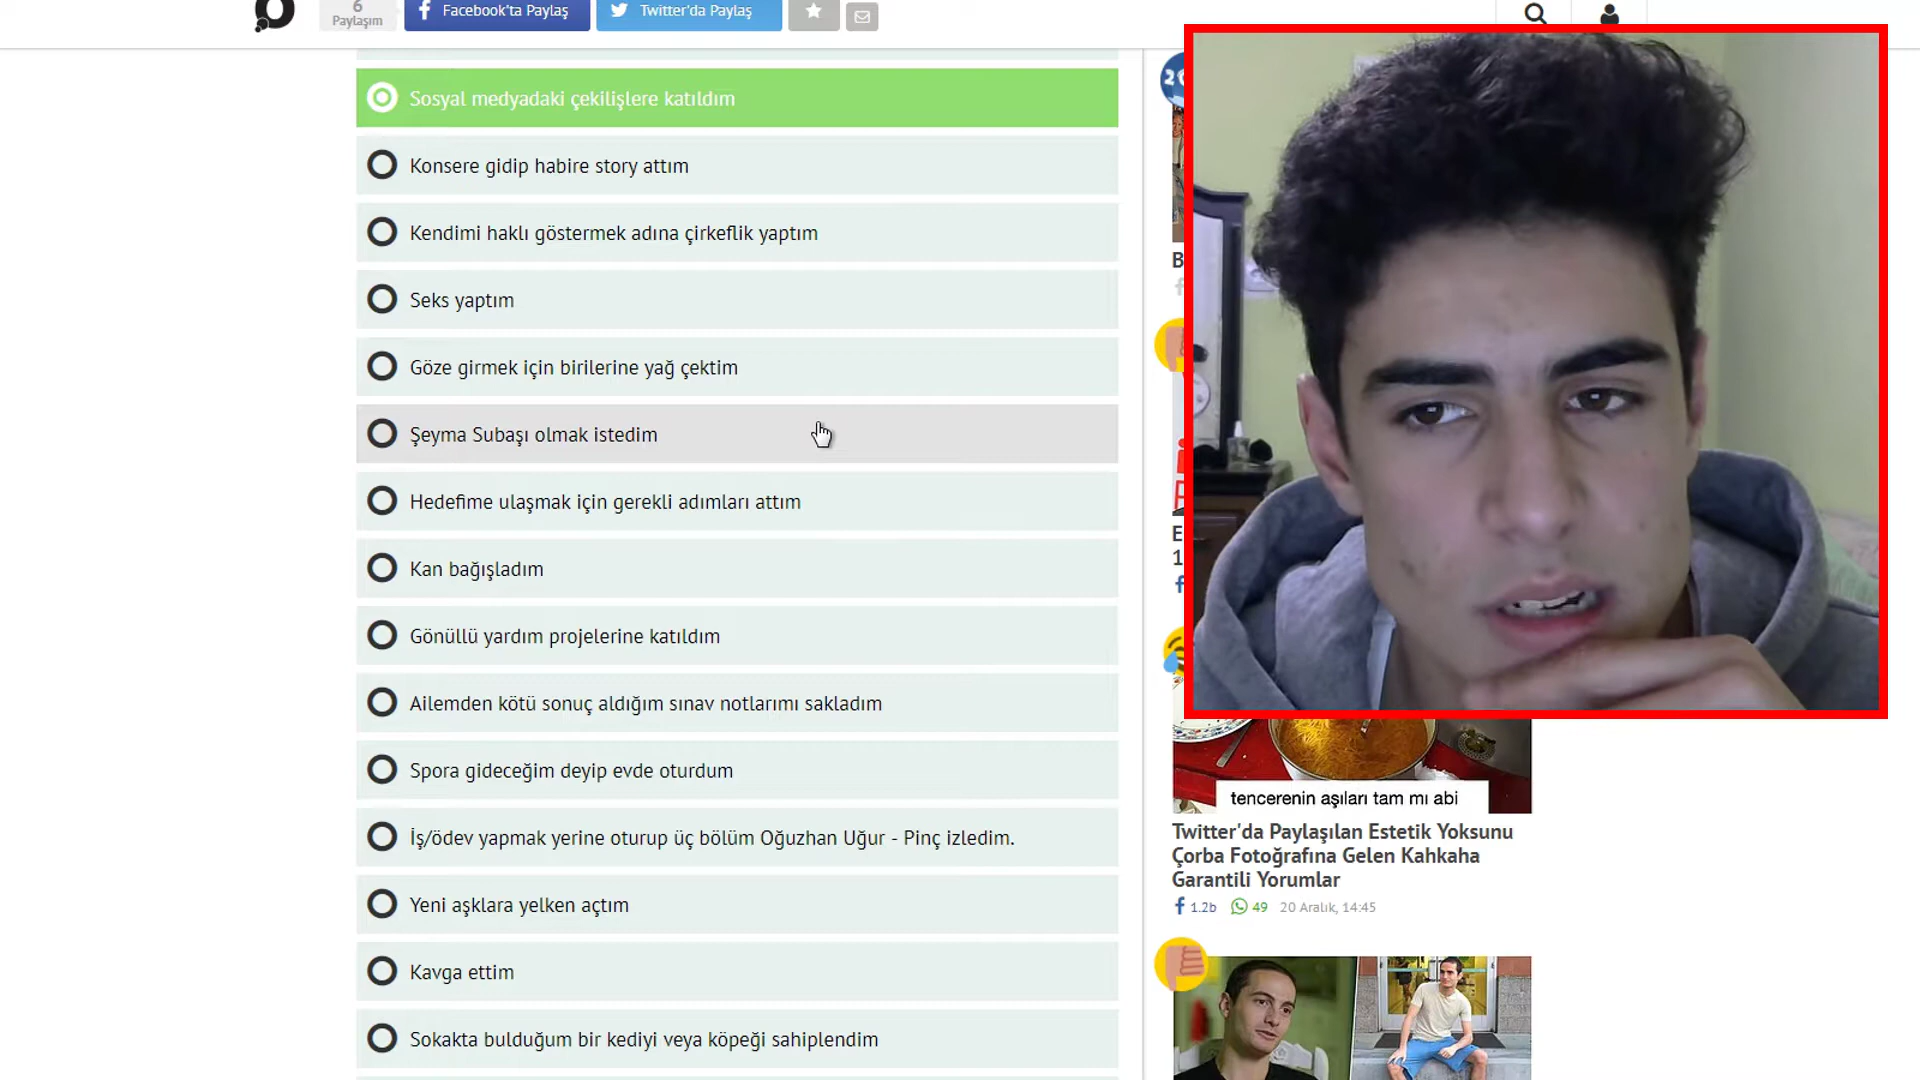 6
Paylaşım
Facebook'ta Paylaş
Twitter'da Paylaş
Sosyal medyadaki çekilişlere katıldım
Konsere gidip habire story attım
Kendimi haklı göstermek adına çirkeflik yaptım
Seks yaptım
Göze girmek için birilerine yağ çektim
Şeyma Subaşı olmak istedim
Hedefime ulaşmak için gerekli adımları attım
Kan bağışladım
Gönüllü yardım projelerine katıldım
Ailemden kötü sonuç aldığım sınav notlarımı sakladım
Spora gideceğim deyip evde oturdum
İş/ödev yapmak yerine oturup üç bölüm Oğuzhan Uğur - Pinç izledim.
Yeni aşklara yelken açtım
Kavga ettim
Sokakta bulduğum bir kediyi veya köpeği sahiplendim
tencerenin aşıları tam mı abi
Twitter'da Paylaşılan Estetik Yoksunu
Çorba Fotoğrafına Gelen Kahkaha
Garantili Yorumlar
1.2b 49 20 Aralık, 14:45